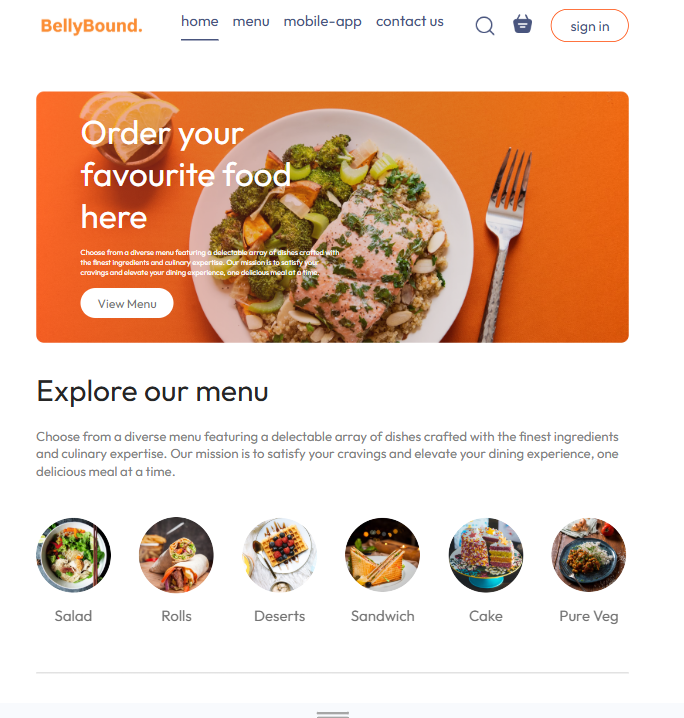 BellyBound.
home menu mobile-app contact us
sign in
Order your
favourite food
here
Choose from a diverse menu featuring a delectable array of dishes crafted with
the finest ingredients and culinary expertise. Our mission is to satisfy your
cravings and elevate your dining experience, one delicious meal at a time.
View Menu
Explore our menu
Choose from a diverse menu featuring a delectable array of dishes crafted with the finest ingredients
and culinary expertise. Our mission is to satisfy your cravings and elevate your dining experience, one
delicious meal at a time.
Salad Rolls Deserts Sandwich Cake Pure Veg